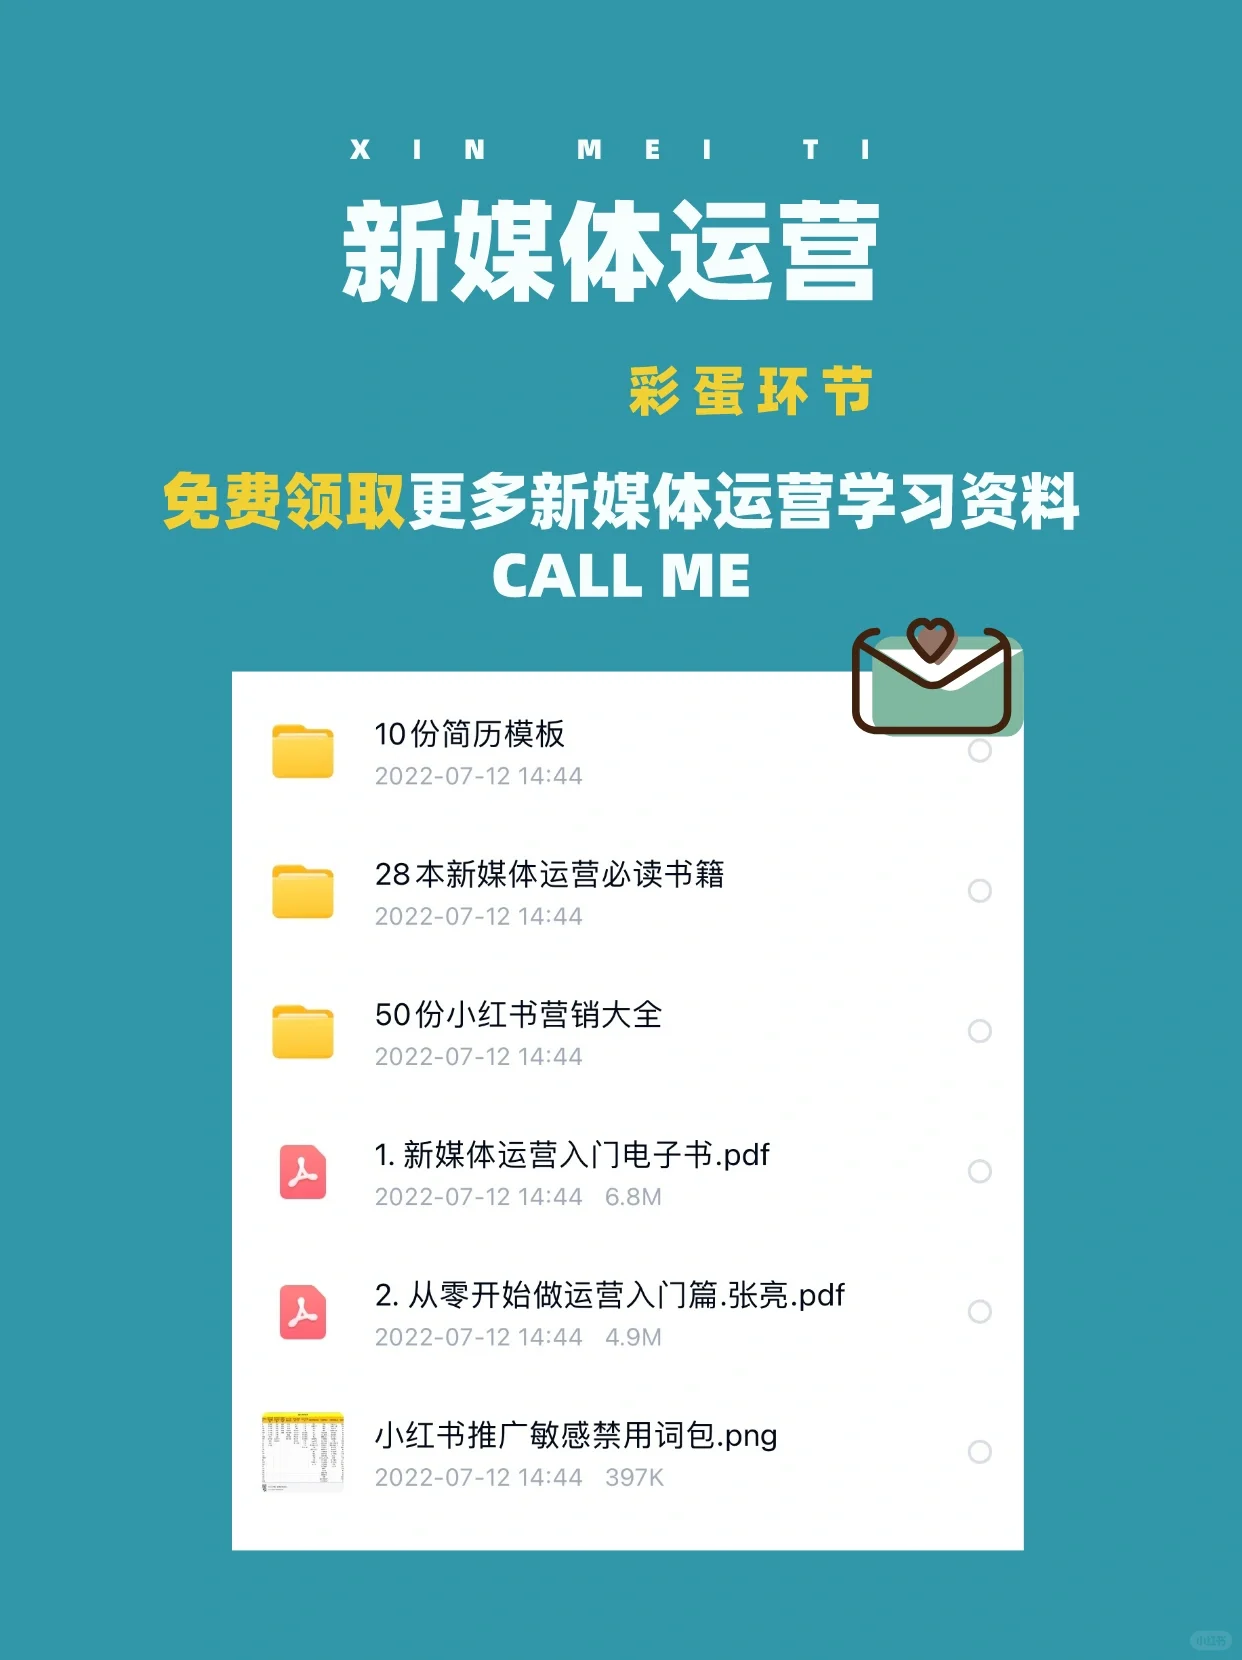 XIN MEI TI
新媒体运营
彩蛋环节
免费领取更多新媒体运营学习资料
CALL ME
10份简历模板
2022-07-12 14:44
28本新媒体运营必读书籍
2022-07-12 14:44
50份小红书营销大全
2022-07-12 14:44
1. 新媒体运营入门电子书.pdf
2022-07-12 14:44 6.8M
2. 从零开始做运营入门篇.张亮.pdf
2022-07-12 14:44 4.9M
小红书推广敏感禁用词包.png
2022-07-12 14:44 397K
小红书